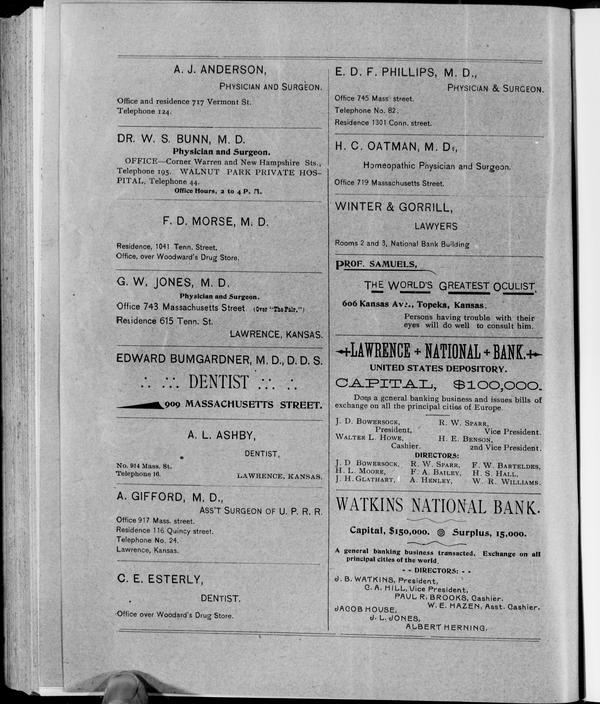 A. J. ANDERSON,
PHYSICIAN AND SURGEON.
Office and residence 717 Vermont St.
Telephone 124.
DR. W. S. BUNN, M. D.
Physician and Surgeon.
OFFICE—Corner Warren and New Hampshire Sts.,
Telephone 195. WALNUT PARK PRIVATE HOS-
PITAL, Telephone 44.
Office Hours, 2 to 4 P. M.
F. D. MORSE, M. D.
Residence, 1041 Tenn. Street.
Office, over Woodward's Drug Store.
G. W. JONES, M. D.
Physician and Surgeon.
Office 743 Massachusetts Street (Over "The Fair.")
Residence 615 Tenn. St.
LAWRENCE, KANSAS.
EDWARD BUMGARDNER, M. D., D. D. S.
DENTIST
909 MASSACHUSETTS STREET.
A. L. ASHBY,
DENTIST,
No. 914 Mass. St.
Telephone 16.
LAWRENCE, KANSAS.
A. GIFFORD, M. D.,
ASS'T SURGEON OF U. P. R. R.
Office 917 Mass. street.
Residence 116 Quincy street.
Telephone No. 24.
Lawrence, Kansas.
C. E. ESTERLY,
DENTIST.
Office over Woodard's Drug Store.
E. D. F. PHILLIPS, M. D.,
PHYSICIAN & SURGEON.
Office 745 Mass street.
Telephone No. 82.
Residence 1301 Conn. street.
H. C. OATMAN, M. D.,
Homeopathic Physician and Surgeon.
Office 719 Massachusetts Street.
WINTER & GORRILL,
LAWYERS
Rooms 2 and 3, National Bank Building
PROF. SAMUELS,
THE WORLD'S GREATEST OCULIST,
606 Kansas Ave., Topeka, Kansas.
Persons having trouble with their
eyes will do well to consult him.
LAWRENCE + NATIONAL + BANK.
UNITED STATES DEPOSITORY.
CAPITAL, $100,000.
Does a general banking business and issues bills of
exchange on all the principal cities of Europe.
J. D. BOWERSOCK, R. W. SPARR,
President, Vice President.
WALTER L. HOWE, H. E. BENSON,
Cashier. 2nd Vice President.
DIRECTORS:
J. D BOWERSOCK, R. W. SPARR, F. W. BARTELDES,
H. L. MOORE, F. A. BAILEY, H. S. HALL,
J. H. GLATHART, A. HENLEY, W. R. WILLIAMS.
WATKINS NATIONAL BANK.
Capital, $150,000. @ Surplus, 15,000.
A general banking business transacted. Exchange on all
principal cities of the world.
- - DIRECTORS: - -
J. B. WATKINS, President,
C. A. HILL, Vice President,
PAUL R. BROOKS, Cashier.
W. E. HAZEN, Asst. Cashier.
JACOB HOUSE,
J. L. JONES,
ALBERT HERNING.